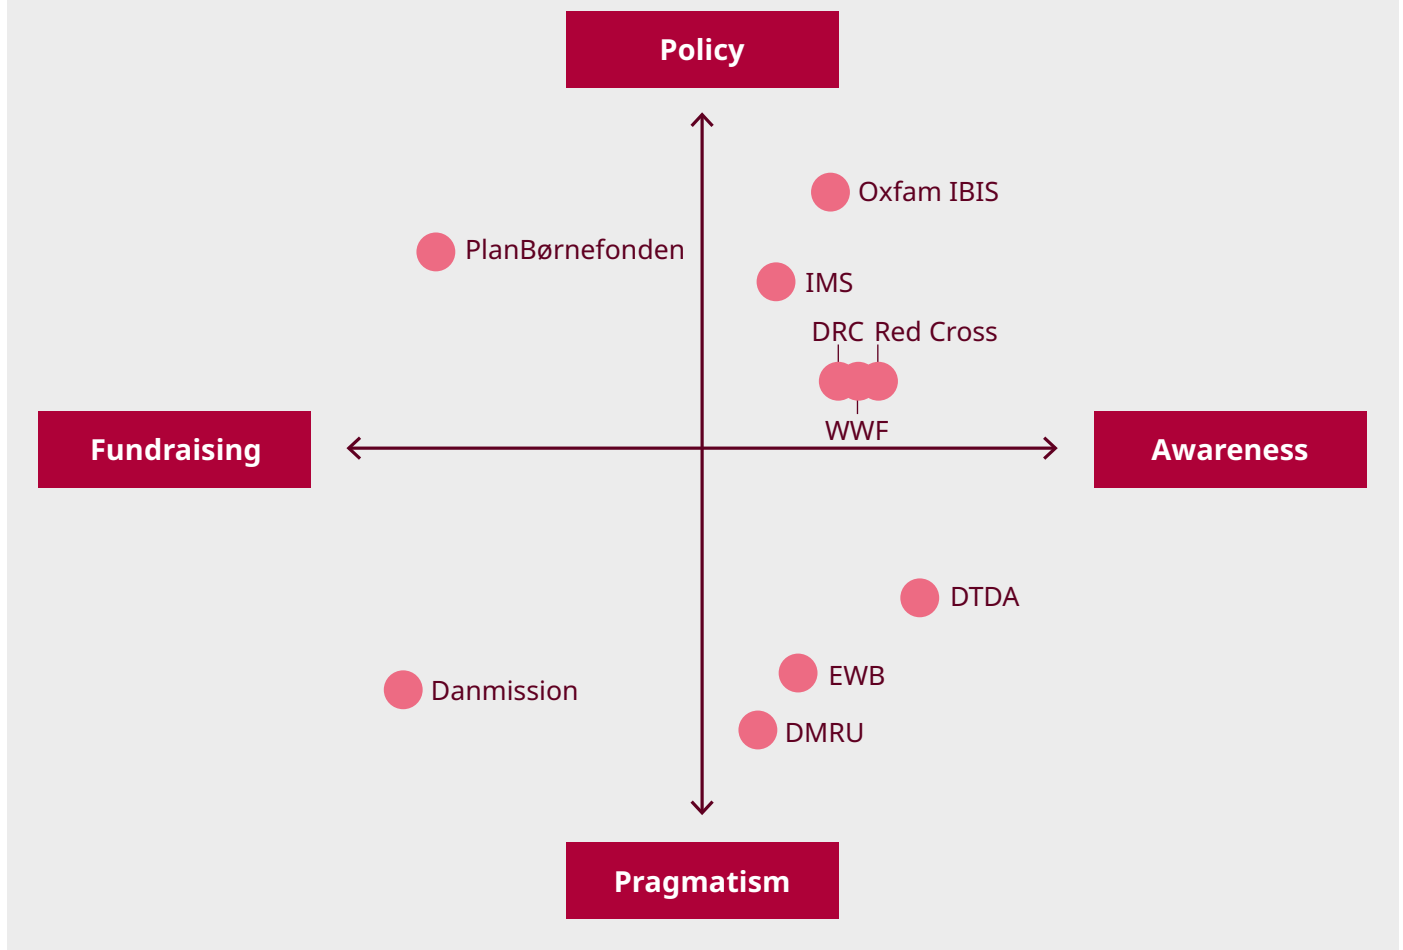 Policy
Oxfam IBIS
PlanBørnefonden
IMS
DRC Red Cross
WWF
Fundraising
Awareness
DTDA
EWB
Danmission
DMRU
Pragmatism